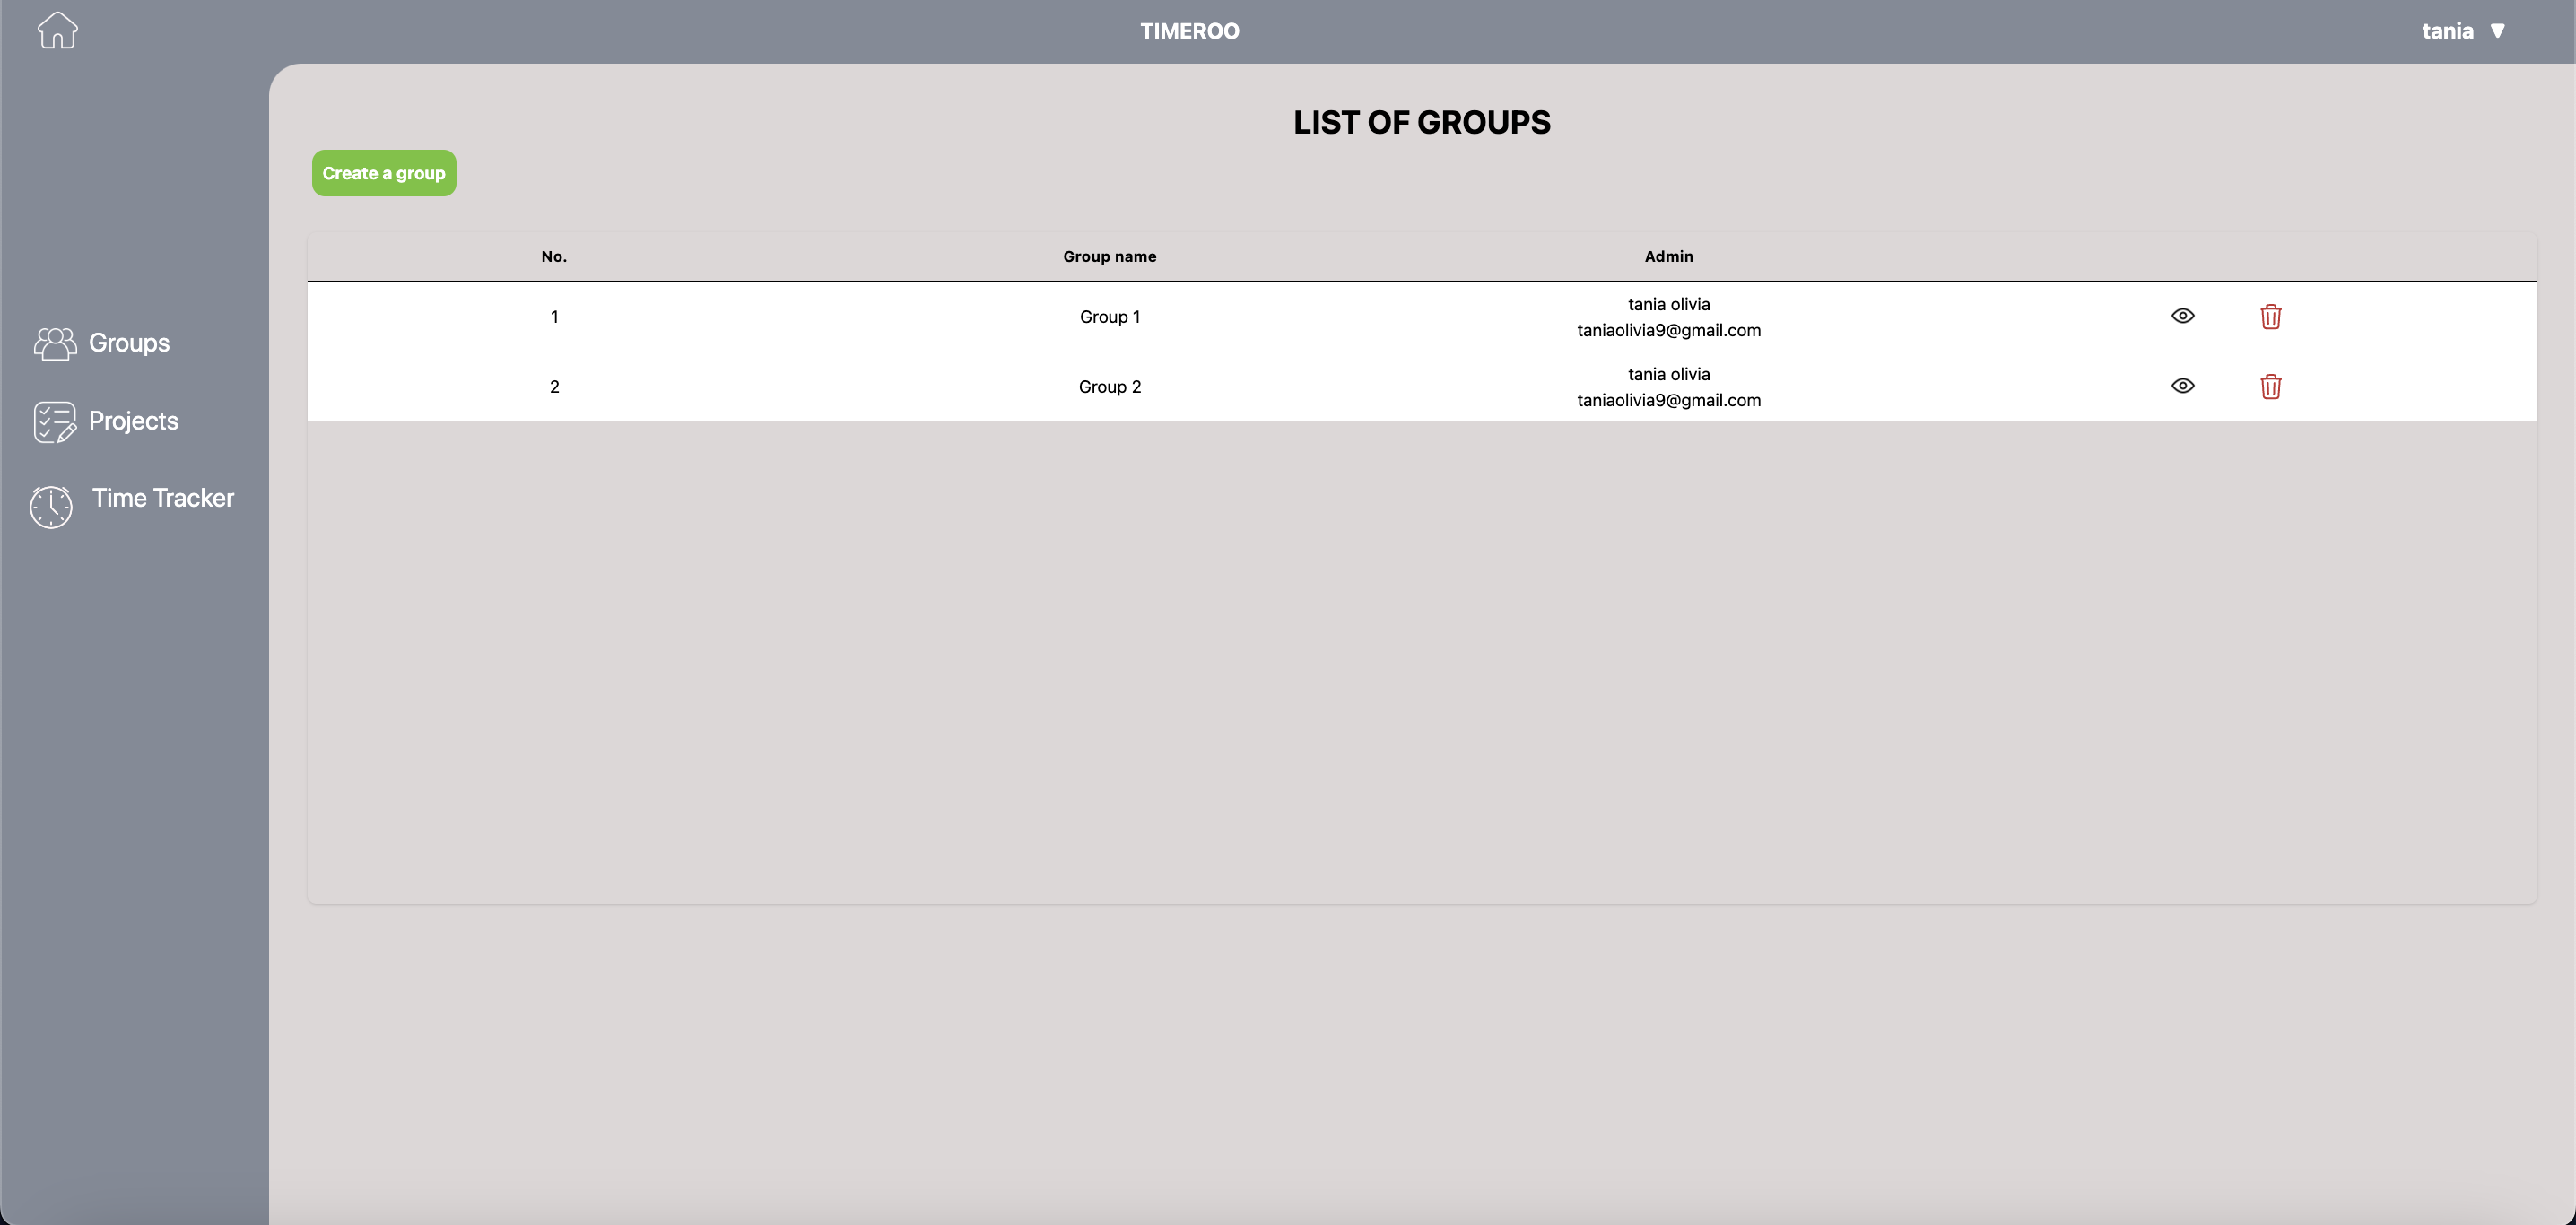 TIMEROO
tania ▼
LIST OF GROUPS
Create a group
No. Group name Admin
1 Group 1 tania olivia
taniaolivia9@gmail.com
2 Group 2 tania olivia
taniaolivia9@gmail.com
Groups
Projects
Time Tracker